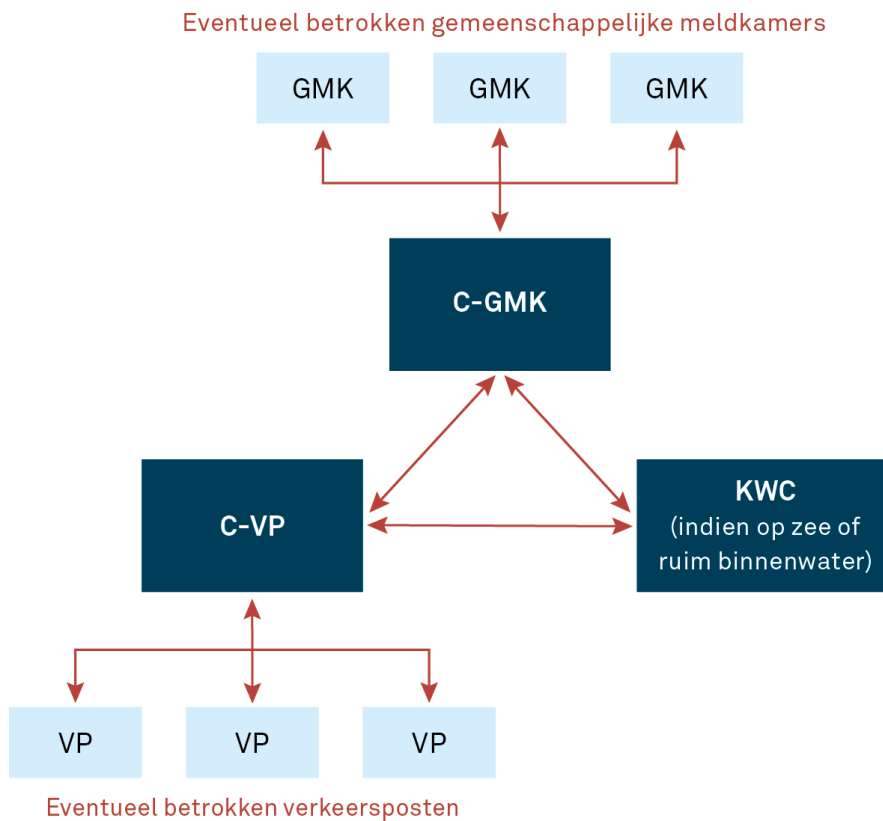 Eventueel betrokken gemeenschappelijke meldkamers
GMK
GMK
GMK
C-GMK
C-VP
KWC
(indien op zee of
ruim binnenwater)
VP
VP
VP
Eventueel betrokken verkeersposten